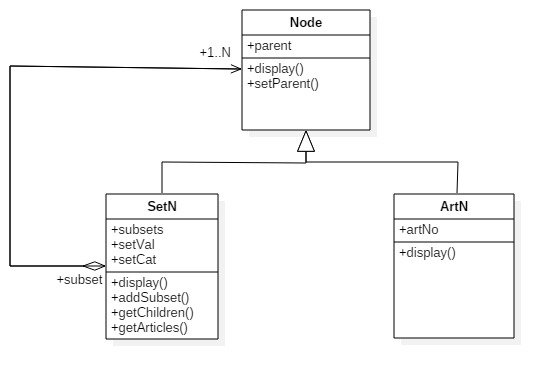 Node
+parent
+1..N
+display()
+setParent()
SetN
+subsets
+setVal
+setCat
+subset
+display()
+addSubset()
+getChildren()
+getArticles()
ArtN
+artNo
+display()